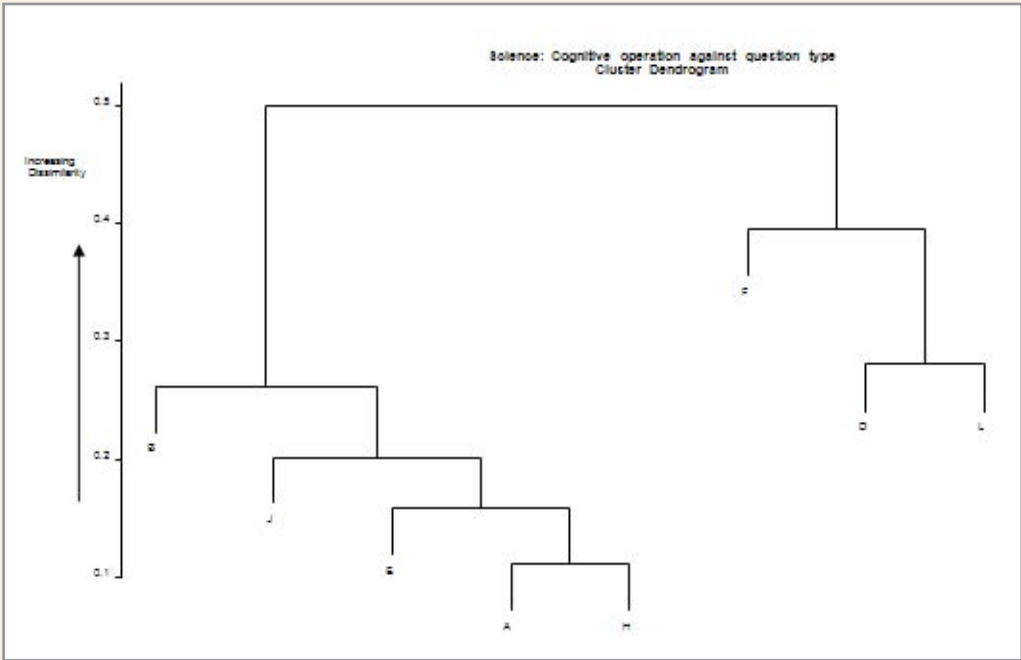 Science: Cognitive operation against question type
Cluster Dendrogram
0.5
Increasing
Dissimilarity
0.4
F
0.3
D L
0.2
J
E
0.1
A H